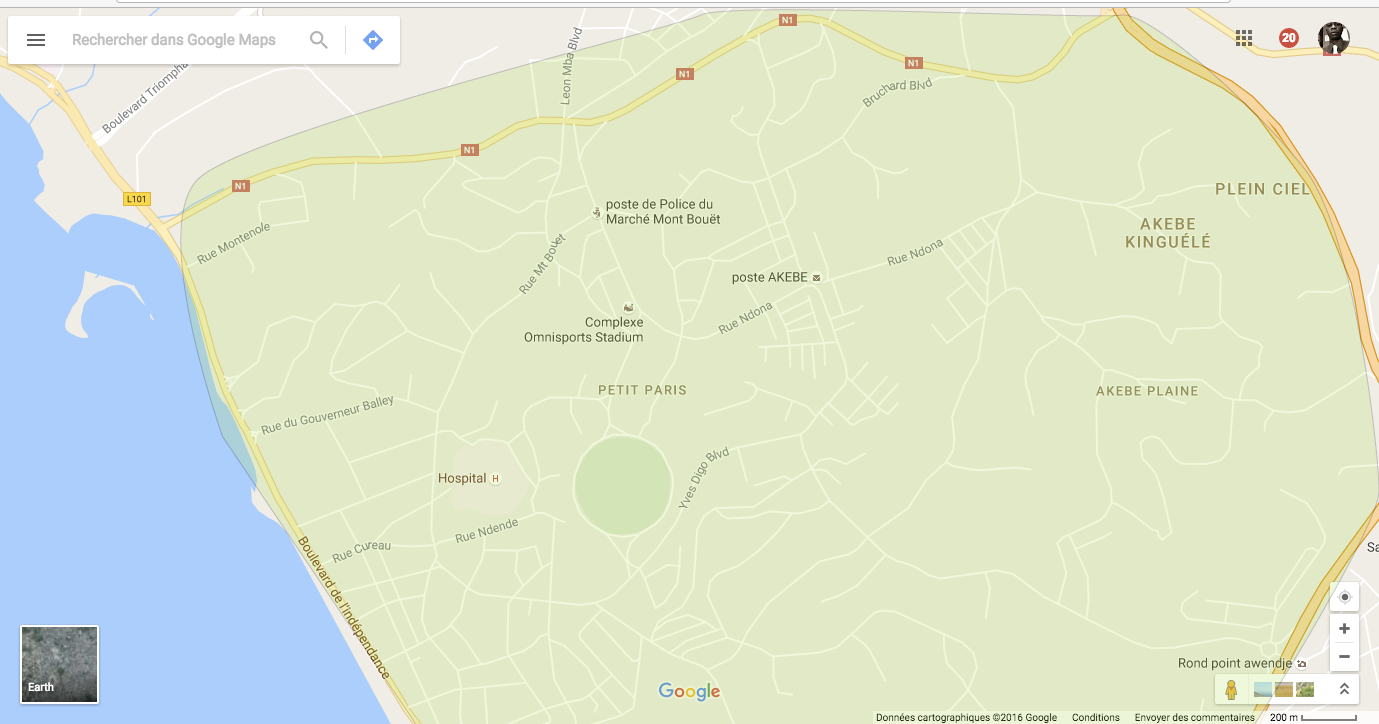 Rechercher dans Google Maps
20
N1
N1
N1
N1
N1
Leon Mba Blvd
Boulevard Triompha
Bruchard Blvd
L101
PLEIN CIEL
poste de Police du
Marché Mont Bouët
AKEBE
KINGUÉLÉ
Rue Montenole
Rue Mt Bouet
Rue Ndona
poste AKEBE
Rue Ndona
Complexe
Omnisports Stadium
PETIT PARIS
AKEBE PLAINE
Rue du Gouverneur Balley
Hospital H
Yves Digo Blvd
Rue Ndende
Rue Cureau
Boulevard de l'Indépendance
Sa
Earth
Rond point awendje
Google
Données cartographiques ©2016 Google Conditions Envoyer des commentaires 200 m